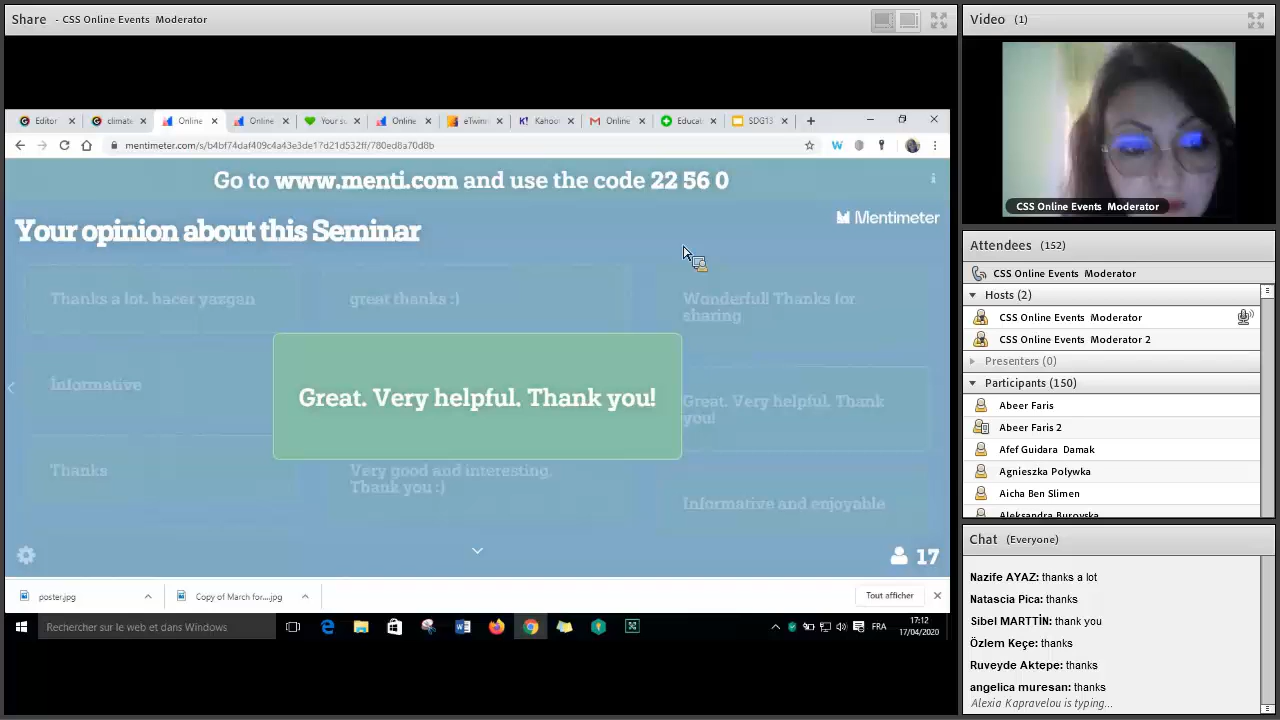 Share - CSS Online Events Moderator
Editor
climate
Online
Online
Your s
Online
eTwin
Kahoo
Online
Educa
SDG13
mentimeter.com/s/b4bf74daf409c4a43e3de17d21d532ff/780ed8a70d8b
Go to www.menti.com and use the code 22 56 0
Mentimeter
Your opinion about this Seminar
Thanks a lot. hacer yazgan
great thanks :)
Wonderful! Thanks for
sharing
Informative
Great. Very helpful. Thank you!
Great. Very helpful. Thank
you!
Thanks
Very good and interesting.
Thank you :)
Informative and enjoyable
17
poster.jpg
Copy of March for....jpg
Tout afficher
Rechercher sur le web et dans Windows
FRA
17:12
17/04/2020
Video (1)
CSS Online Events Moderator
Attendees (152)
CSS Online Events Moderator
Hosts (2)
CSS Online Events Moderator
CSS Online Events Moderator 2
Presenters (0)
Participants (150)
Abeer Faris
Abeer Faris 2
Afef Guidara Damak
Agnieszka Polywka
Aicha Ben Slimen
Aleksandra Burovska
Chat (Everyone)
Nazife AYAZ: thanks a lot
Natascia Pica: thanks
Sibel MARTTİN: thank you
Özlem Keçe: thanks
Ruveyde Aktepe: thanks
angelica muresan: thanks
Alexia Kapravelou is typing...